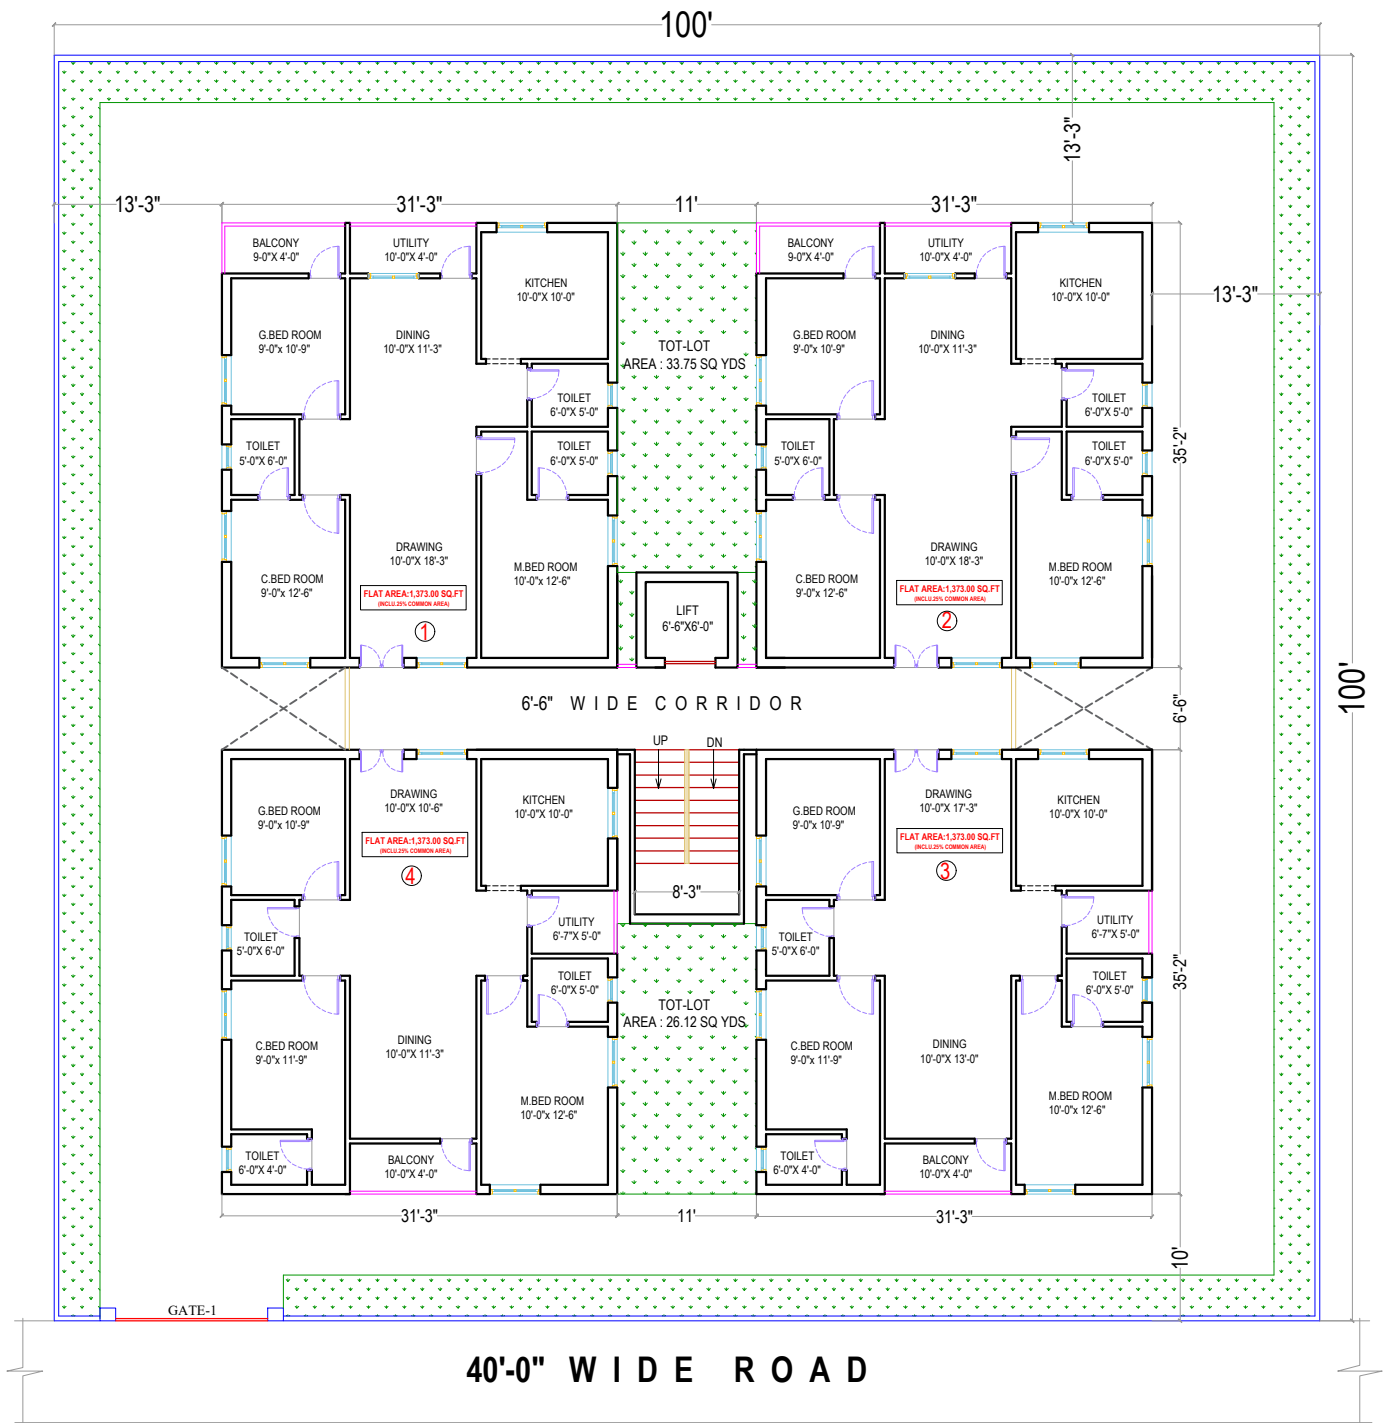 100'
13'-3"
13'-3"
31'-3"
11'
31'-3"
BALCONY
9-0"X 4'-0"
UTILITY
10'-0"X 4'-0"
KITCHEN
10'-0"X 10'-0"
G.BED ROOM
9'-0"x 10'-9"
DINING
10'-0"X 11'-3"
TOILET
6'-0"X 5'-0"
TOILET
5'-0"X 6'-0"
TOILET
6'-0"X 5'-0"
DRAWING
10'-0"X 18'-3"
C.BED ROOM
9'-0"x 12'-6"
M.BED ROOM
10'-0"x 12'-6"
FLAT AREA:1,373.00 SQ.FT
(INCLU.25% COMMON AREA)
1
TOT-LOT
AREA : 33.75 SQ YDS
LIFT
6'-6"X6'-0"
BALCONY
9-0"X 4'-0"
UTILITY
10'-0"X 4'-0"
KITCHEN
10'-0"X 10'-0"
13'-3"
G.BED ROOM
9'-0"x 10'-9"
DINING
10'-0"X 11'-3"
TOILET
6'-0"X 5'-0"
TOILET
5'-0"X 6'-0"
TOILET
6'-0"X 5'-0"
35'-2"
DRAWING
10'-0"X 18'-3"
C.BED ROOM
9'-0"x 12'-6"
M.BED ROOM
10'-0"x 12'-6"
FLAT AREA:1,373.00 SQ.FT
(INCLU.25% COMMON AREA)
2
6'-6" WIDE CORRIDOR
6'-6"
100'
UP
DN
8'-3"
G.BED ROOM
9'-0"x 10'-9"
DRAWING
10'-0"X 10'-6"
KITCHEN
10'-0"X 10'-0"
FLAT AREA:1,373.00 SQ.FT
(INCLU.25% COMMON AREA)
4
TOILET
5'-0"X 6'-0"
UTILITY
6'-7"X 5'-0"
TOILET
6'-0"X 5'-0"
C.BED ROOM
9'-0"x 11'-9"
DINING
10'-0"X 11'-3"
M.BED ROOM
10'-0"x 12'-6"
TOILET
6'-0"X 4'-0"
BALCONY
10'-0"X 4'-0"
TOT-LOT
AREA : 26.12 SQ YDS
G.BED ROOM
9'-0"x 10'-9"
DRAWING
10'-0"X 17'-3"
KITCHEN
10'-0"X 10'-0"
FLAT AREA:1,373.00 SQ.FT
(INCLU.25% COMMON AREA)
3
TOILET
5'-0"X 6'-0"
UTILITY
6'-7"X 5'-0"
TOILET
6'-0"X 5'-0"
35'-2"
C.BED ROOM
9'-0"x 11'-9"
DINING
10'-0"X 13'-0"
M.BED ROOM
10'-0"x 12'-6"
TOILET
6'-0"X 4'-0"
BALCONY
10'-0"X 4'-0"
31'-3"
11'
31'-3"
10'
GATE-1
40'-0" WIDE ROAD